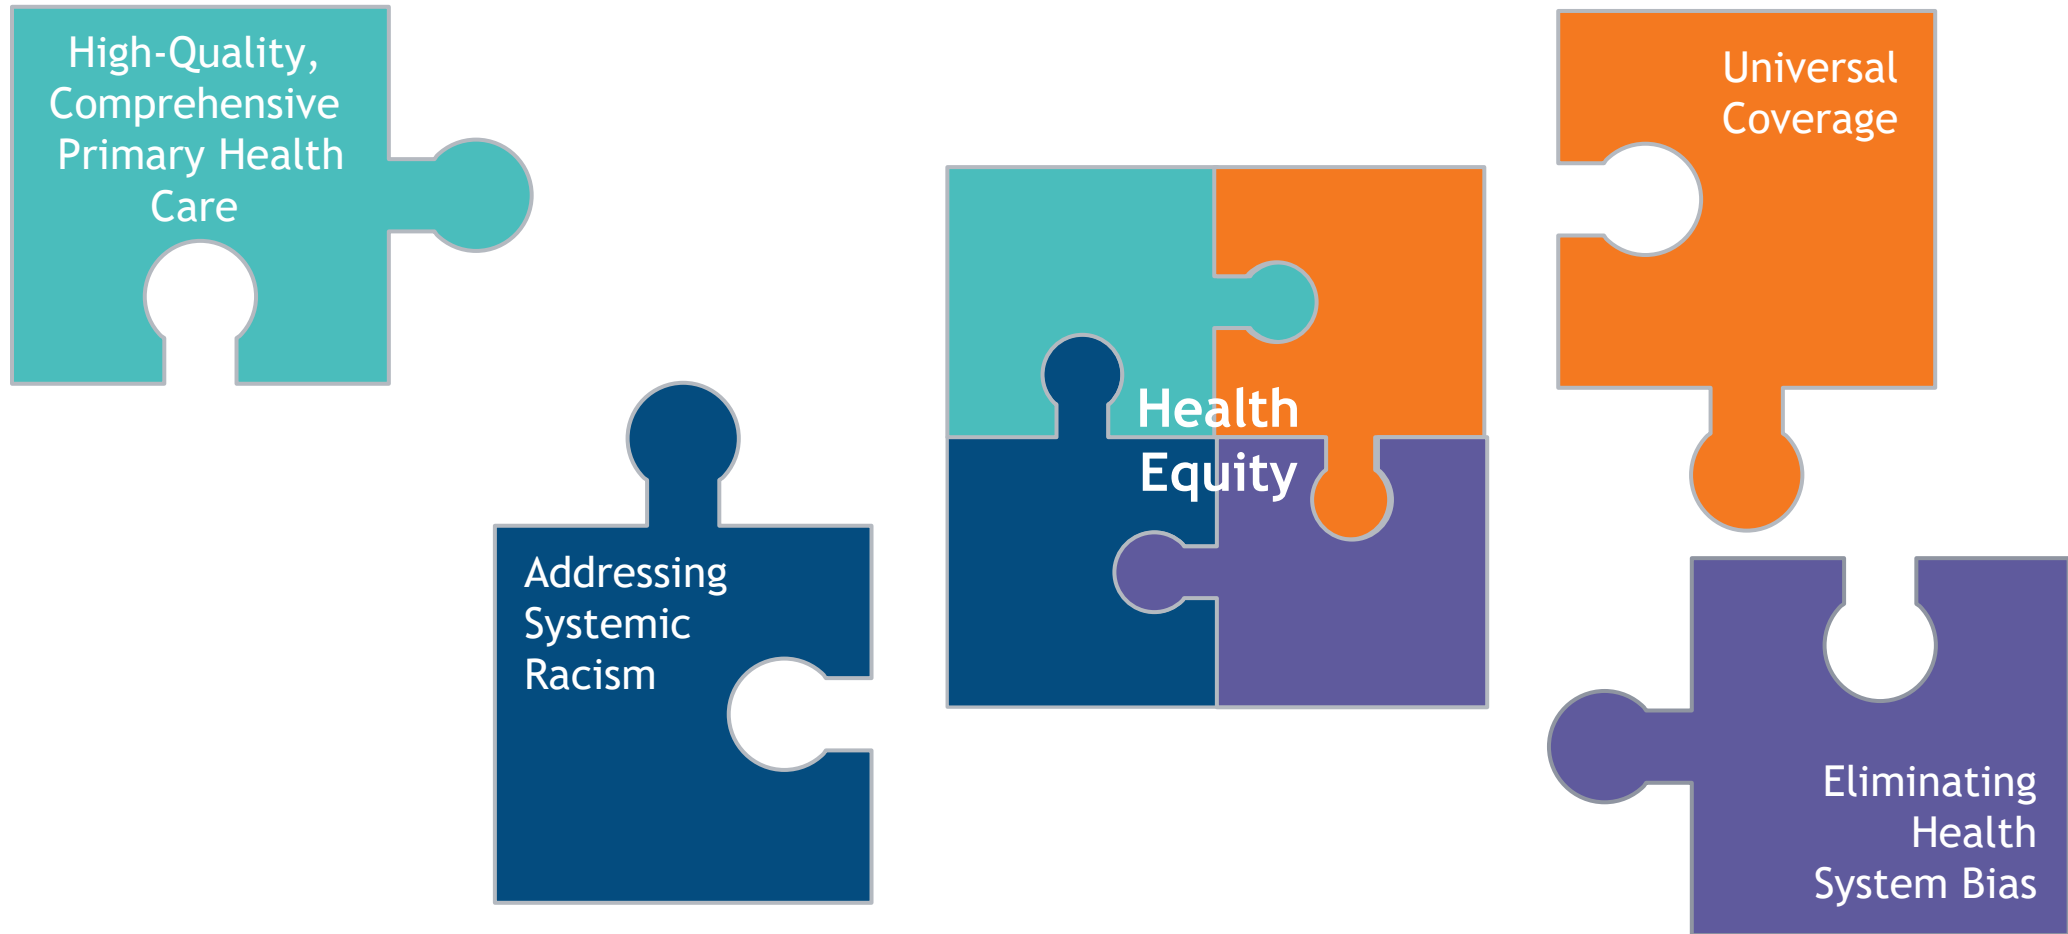 High-Quality,
Comprehensive
Primary Health
Care
Universal
Coverage
Health
Equity
Addressing
Systemic
Racism
Eliminating
Health
System Bias